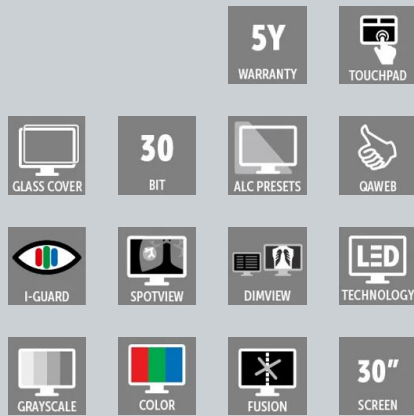 5Y
WARRANTY
TOUCHPAD
GLASS COVER
30
BIT
ALC PRESETS
QAWEB
I-GUARD
SPOTVIEW
DIMVIEW
LED
TECHNOLOGY
GRAYSCALE
COLOR
FUSION
30"
SCREEN